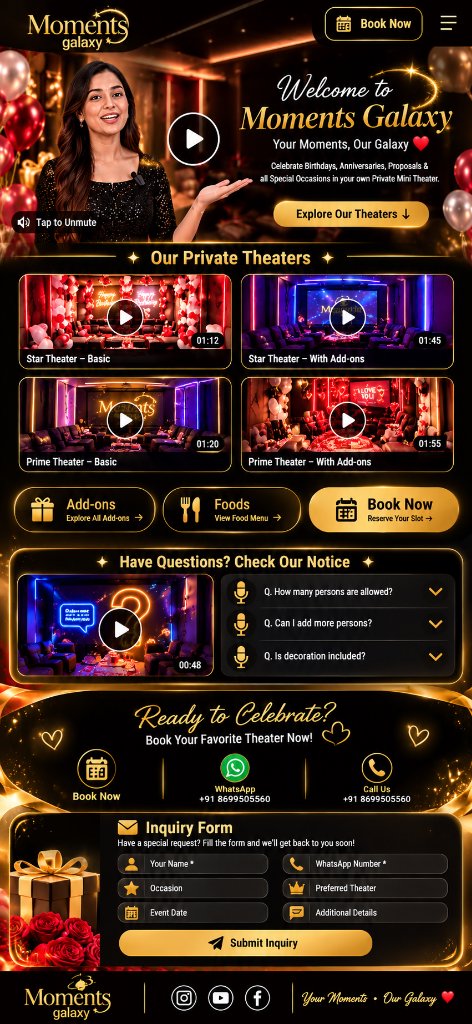 Moments
galaxy
Book Now
Welcome to
Moments Galaxy
Your Moments, Our Galaxy ❤️
Celebrate Birthdays, Anniversaries, Proposals &
all Special Occasions in your own Private Mini Theater.
Tap to Unmute
Explore Our Theaters ↓
Our Private Theaters
01:12
Star Theater – Basic
01:45
Star Theater – With Add-ons
Moments
01:20
Prime Theater – Basic
I LOVE
YOU
01:55
Prime Theater – With Add-ons
Add-ons
Explore All Add-ons →
Foods
View Food Menu →
Book Now
Reserve Your Slot →
Have Questions? Check Our Notice
00:48
Q. How many persons are allowed?
Q. Can I add more persons?
Q. Is decoration included?
Ready to Celebrate?
Book Your Favorite Theater Now!
Book Now
WhatsApp
+91 8699505560
Call Us
+91 8699505560
Inquiry Form
Have a special request? Fill the form and we'll get back to you soon!
Your Name *
WhatsApp Number *
Occasion
Preferred Theater
Event Date
Additional Details
Submit Inquiry
Moments
galaxy
Your Moments • Our Galaxy ❤️